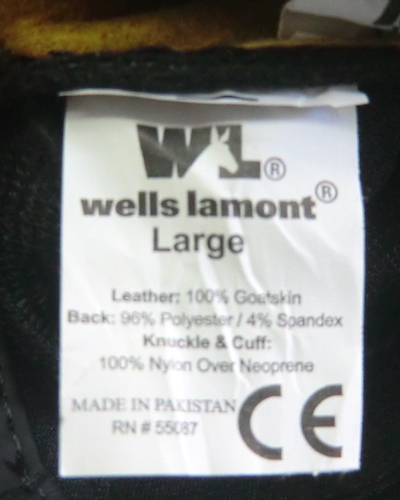 WL®
wells lamont®
Large
Leather: 100% Goatskin
Back: 96% Polyester / 4% Spandex
Knuckle & Cuff:
100% Nylon Over Neoprene
MADE IN PAKISTAN
RN # 55087
CE